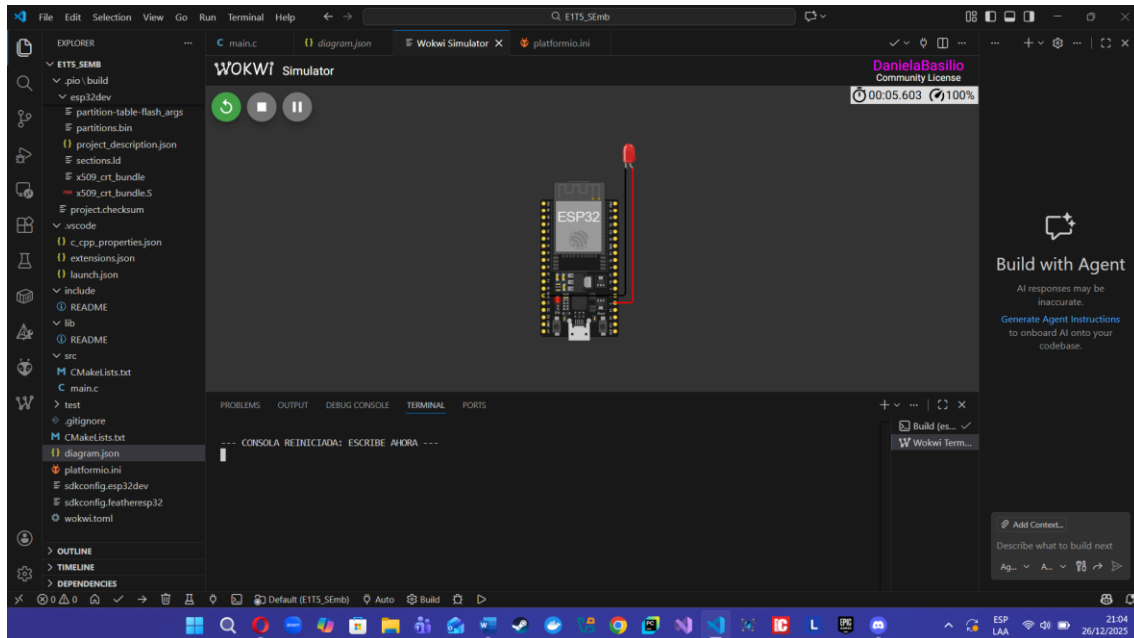 File Edit Selection View Go Run Terminal Help
E1T5_SEmb
EXPLORER
E1T5_SEMB
.pio \ build
esp32dev
partition-table-flash_args
partitions.bin
{} project_description.json
sections.ld
x509_crt_bundle
x509_crt_bundle.S
project.checksum
.vscode
{} c_cpp_properties.json
{} extensions.json
{} launch.json
include
README
lib
README
src
M CMakeLists.txt
C main.c
test
.gitignore
M CMakeLists.txt
{} diagram.json
platformio.ini
sdkconfig.esp32dev
sdkconfig.featheresp32
wokwi.toml
OUTLINE
TIMELINE
DEPENDENCIES
C main.c {} diagram.json Wokwi Simulator platformio.ini
WOKWI Simulator
DanielaBasilio
Community License
00:05.603 100%
ESP32
PROBLEMS OUTPUT DEBUG CONSOLE TERMINAL PORTS
--- CONSOLA REINICIADA: ESCRIBE AHORA ---
Build (es...
Wokwi Term...
Build with Agent
AI responses may be
inaccurate.
Generate Agent Instructions
to onboard AI onto your
codebase.
Add Context...
Describe what to build next
Ag... A...
0 0 Default (E1T5_SEmb) Auto Build
ESP
LAA
21:04
26/12/2025